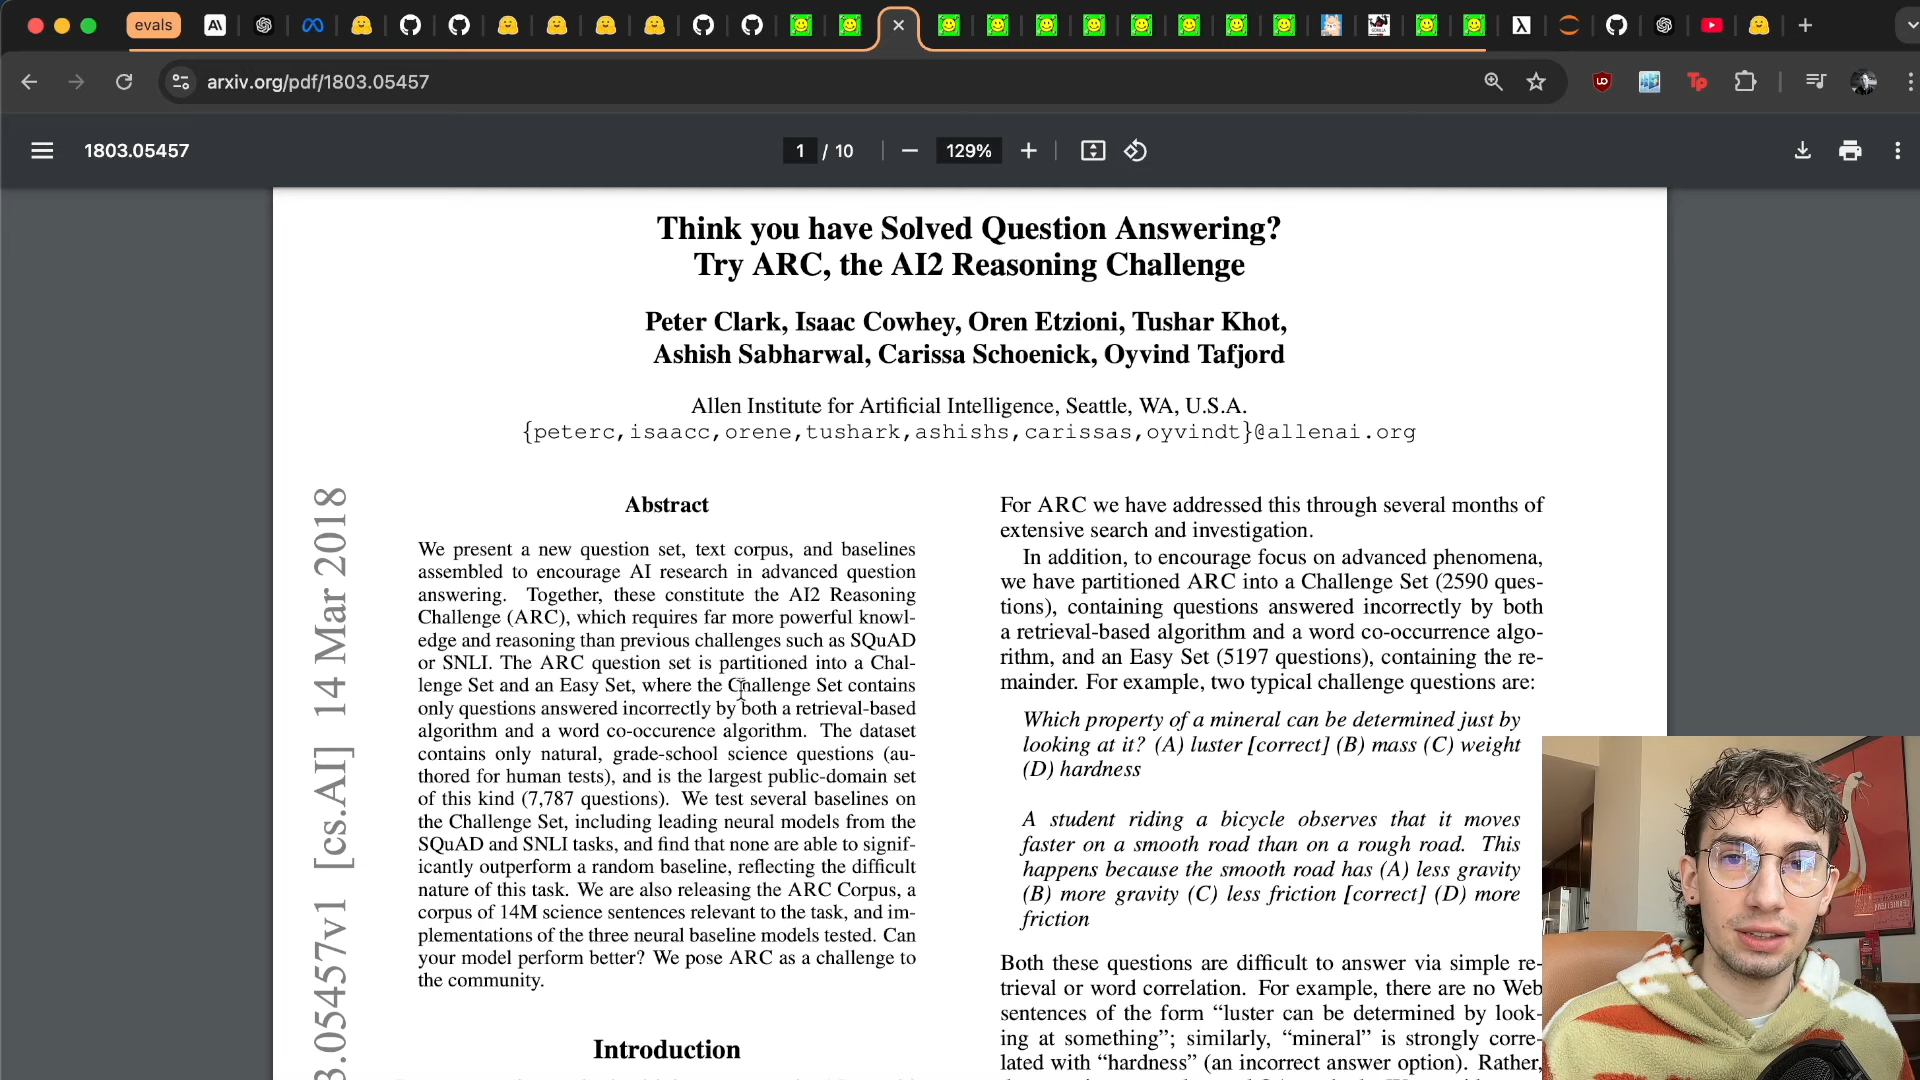 evals
arxiv.org/pdf/1803.05457
1803.05457
1 / 10
129%
Think you have Solved Question Answering?
Try ARC, the AI2 Reasoning Challenge
Peter Clark, Isaac Cowhey, Oren Etzioni, Tushar Khot,
Ashish Sabharwal, Carissa Schoenick, Oyvind Tafjord
Allen Institute for Artificial Intelligence, Seattle, WA, U.S.A.
{peterc,isaacc,orene,tushark,ashishs,carissas,oyvindt}@allenai.org
3.05457v1 [cs.AI] 14 Mar 2018
Abstract
We present a new question set, text corpus, and baselines
assembled to encourage AI research in advanced question
answering. Together, these constitute the AI2 Reasoning
Challenge (ARC), which requires far more powerful knowl-
edge and reasoning than previous challenges such as SQuAD
or SNLI. The ARC question set is partitioned into a Chal-
lenge Set and an Easy Set, where the Challenge Set contains
only questions answered incorrectly by both a retrieval-based
algorithm and a word co-occurence algorithm. The dataset
contains only natural, grade-school science questions (au-
thored for human tests), and is the largest public-domain set
of this kind (7,787 questions). We test several baselines on
the Challenge Set, including leading neural models from the
SQuAD and SNLI tasks, and find that none are able to signif-
icantly outperform a random baseline, reflecting the difficult
nature of this task. We are also releasing the ARC Corpus, a
corpus of 14M science sentences relevant to the task, and im-
plementations of the three neural baseline models tested. Can
your model perform better? We pose ARC as a challenge to
the community.
Introduction
For ARC we have addressed this through several months of
extensive search and investigation.
In addition, to encourage focus on advanced phenomena,
we have partitioned ARC into a Challenge Set (2590 ques-
tions), containing questions answered incorrectly by both
a retrieval-based algorithm and a word co-occurrence algo-
rithm, and an Easy Set (5197 questions), containing the re-
mainder. For example, two typical challenge questions are:
Which property of a mineral can be determined just by
looking at it? (A) luster [correct] (B) mass (C) weight
(D) hardness
A student riding a bicycle observes that it moves
faster on a smooth road than on a rough road. This
happens because the smooth road has (A) less gravity
(B) more gravity (C) less friction [correct] (D) more
friction
Both these questions are difficult to answer via simple re-
trieval or word correlation. For example, there are no Web
sentences of the form “luster can be determined by look-
ing at something”; similarly, “mineral” is strongly corre-
lated with “hardness” (an incorrect answer option). Rather,